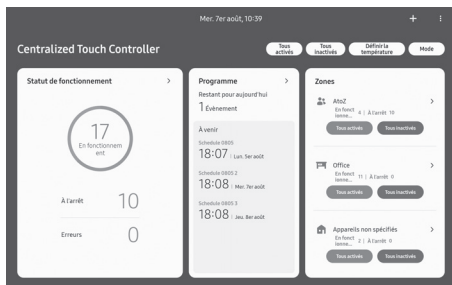 Mer. 7er août, 10:39
Centralized Touch Controller
Tous activés
Tous inactivés
Définir la température
Mode
Statut de fonctionnement
17
En fonctionnem
ent
À l'arrêt 10
Erreurs 0
Programme
Restant pour aujourd'hui
1 Évènement
À venir
Schedule 0805
18:07 Lun. 5er août
Schedule 0805 2
18:08 Mer. 7er août
Schedule 0805 3
18:08 Jeu. 8er août
Zones
AtoZ
En fonct
ionne... 4 | À l'arrêt 10
Tous activés Tous inactivés
Office
En fonct
ionne... 11 | À l'arrêt 0
Tous activés Tous inactivés
Appareils non spécifiés
En fonct
ionne... 2 | À l'arrêt 0
Tous activés Tous inactivés